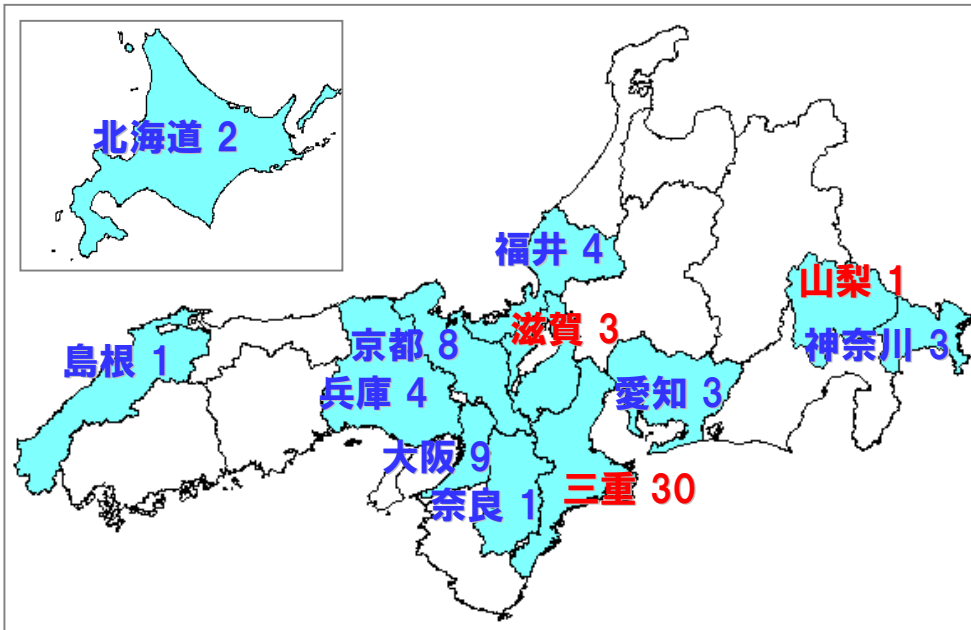 北海道 2
福井 4
山梨 1
滋賀 3
神奈川 3
京都 8
島根 1
兵庫 4
愛知 3
大阪 9
三重 30
奈良 1